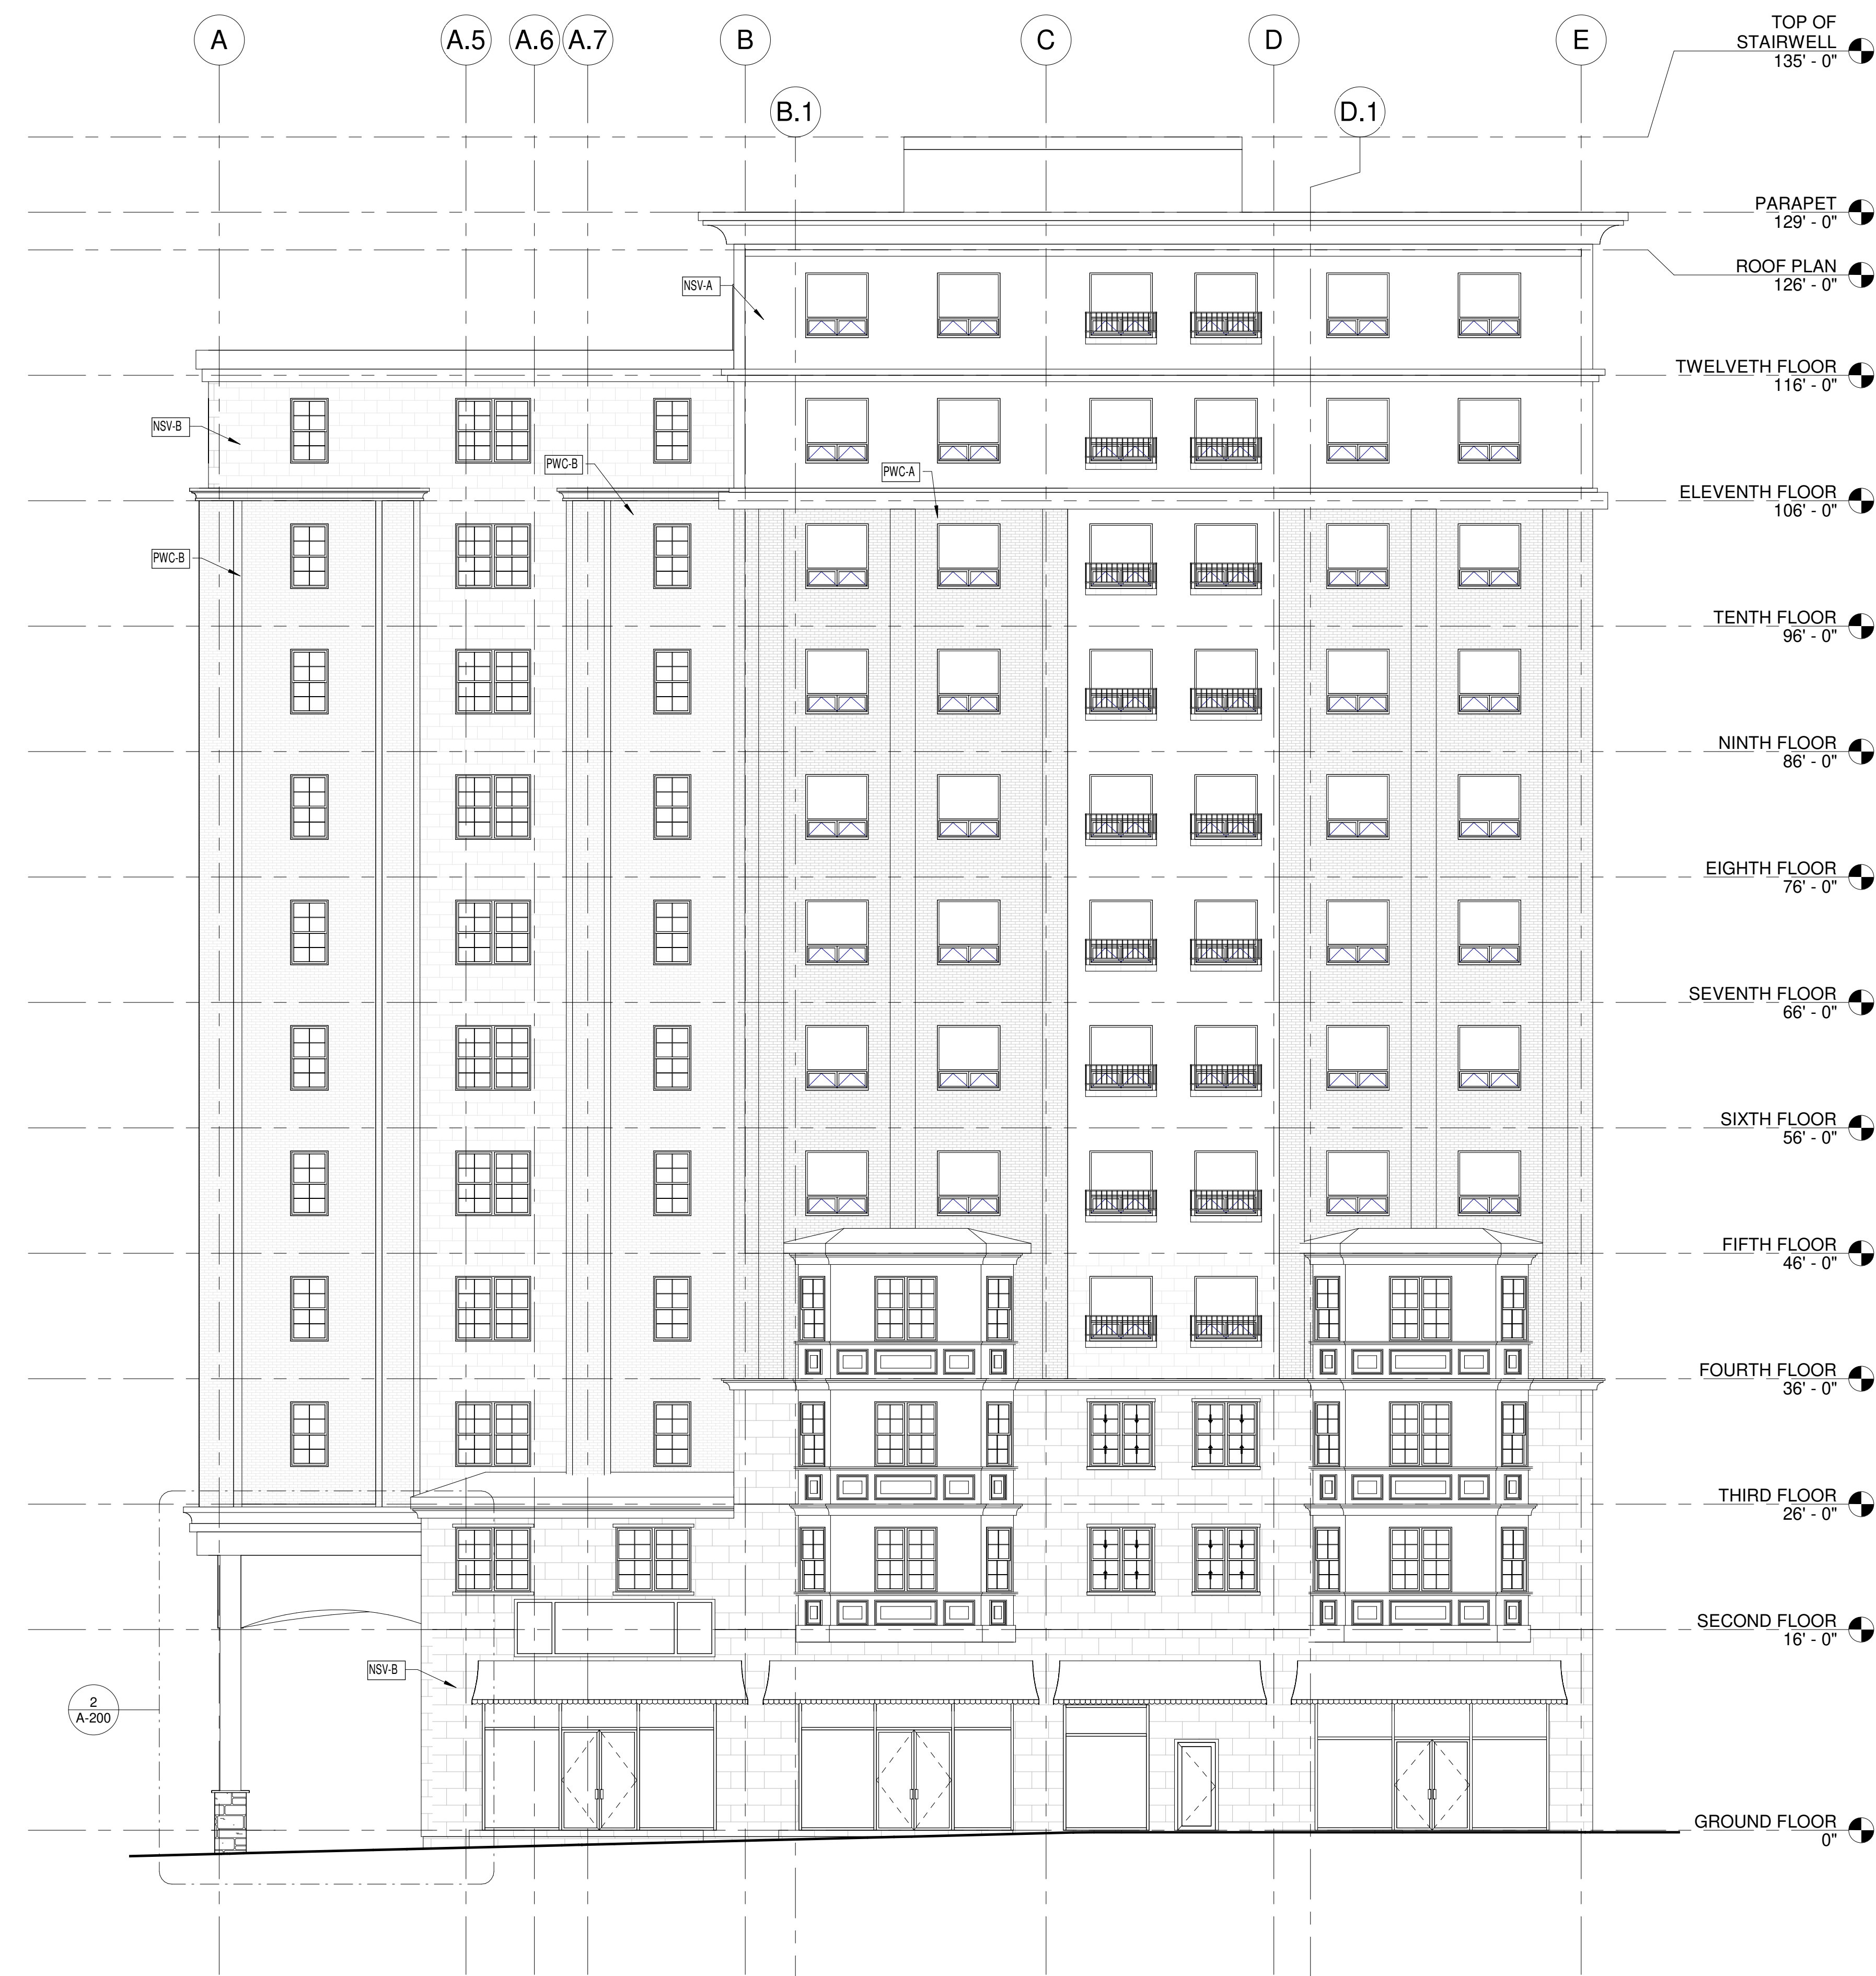 A
A.5
A.6
A.7
B
C
D
E
B.1
D.1
TOP OF
STAIRWELL
135' - 0"
PARAPET
129' - 0"
ROOF PLAN
126' - 0"
NSV-A
TWELVETH FLOOR
116' - 0"
NSV-B
PWC-B
PWC-A
ELEVENTH FLOOR
106' - 0"
PWC-B
TENTH FLOOR
96' - 0"
NINTH FLOOR
86' - 0"
EIGHTH FLOOR
76' - 0"
SEVENTH FLOOR
66' - 0"
SIXTH FLOOR
56' - 0"
FIFTH FLOOR
46' - 0"
FOURTH FLOOR
36' - 0"
THIRD FLOOR
26' - 0"
SECOND FLOOR
16' - 0"
NSV-B
2
A-200
GROUND FLOOR
0"